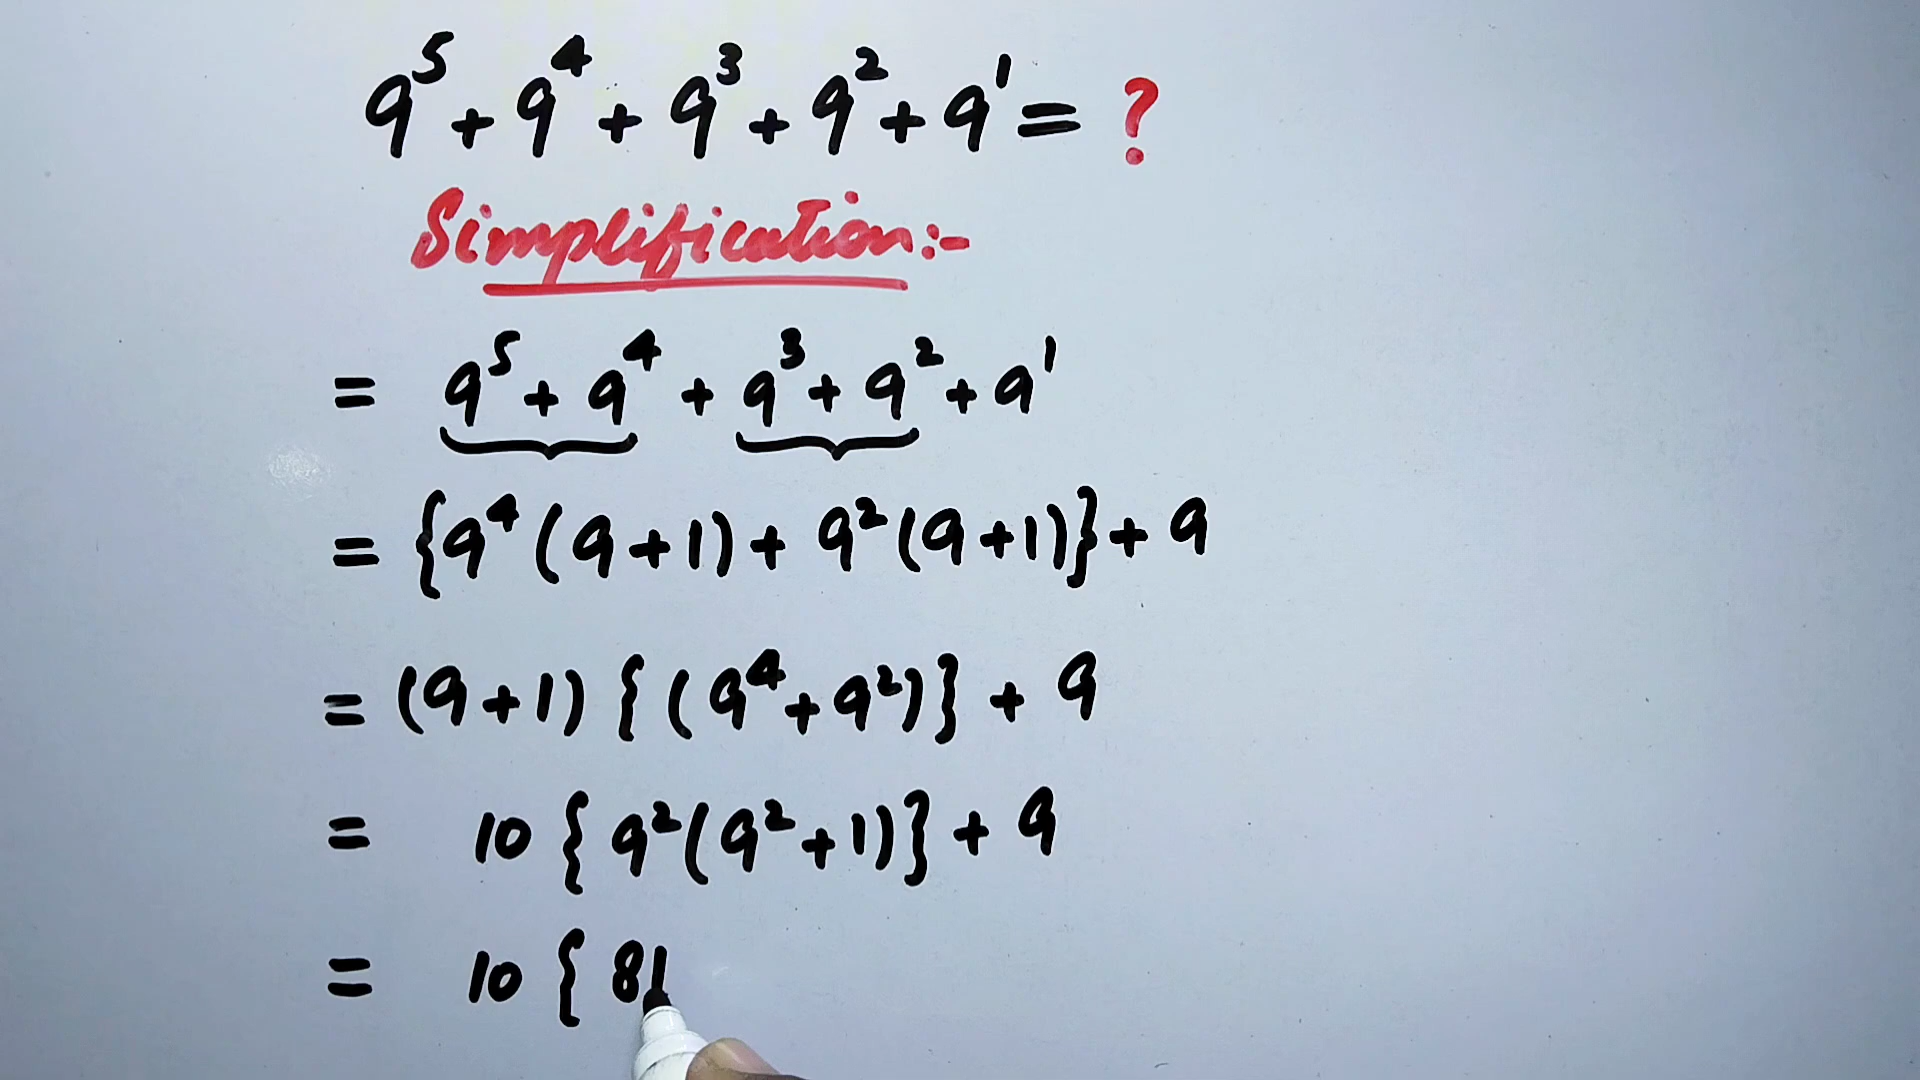 9⁵ + 9⁴ + 9³ + 9² + 9¹ = ?
Simplification:-
= 9⁵ + 9⁴ + 9³ + 9² + 9¹
= {9⁴(9+1) + 9²(9+1)} + 9
= (9+1) {(9⁴ + 9²)} + 9
= 10 {9²(9² + 1)} + 9
= 10 { 81